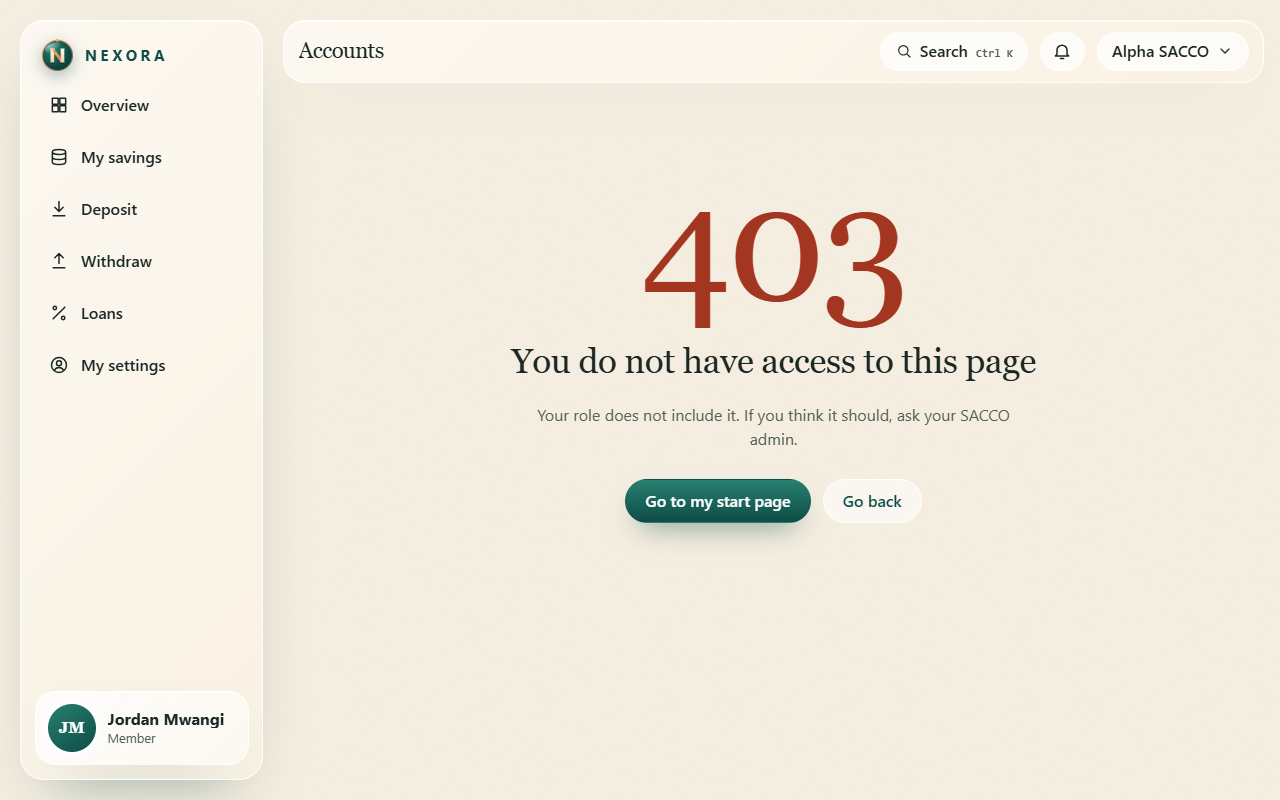 N NEXORA
Overview
My savings
Deposit
Withdraw
Loans
My settings
JM
Jordan Mwangi
Member
Accounts
Search Ctrl K
Alpha SACCO
403
You do not have access to this page
Your role does not include it. If you think it should, ask your SACCO
admin.
Go to my start page
Go back